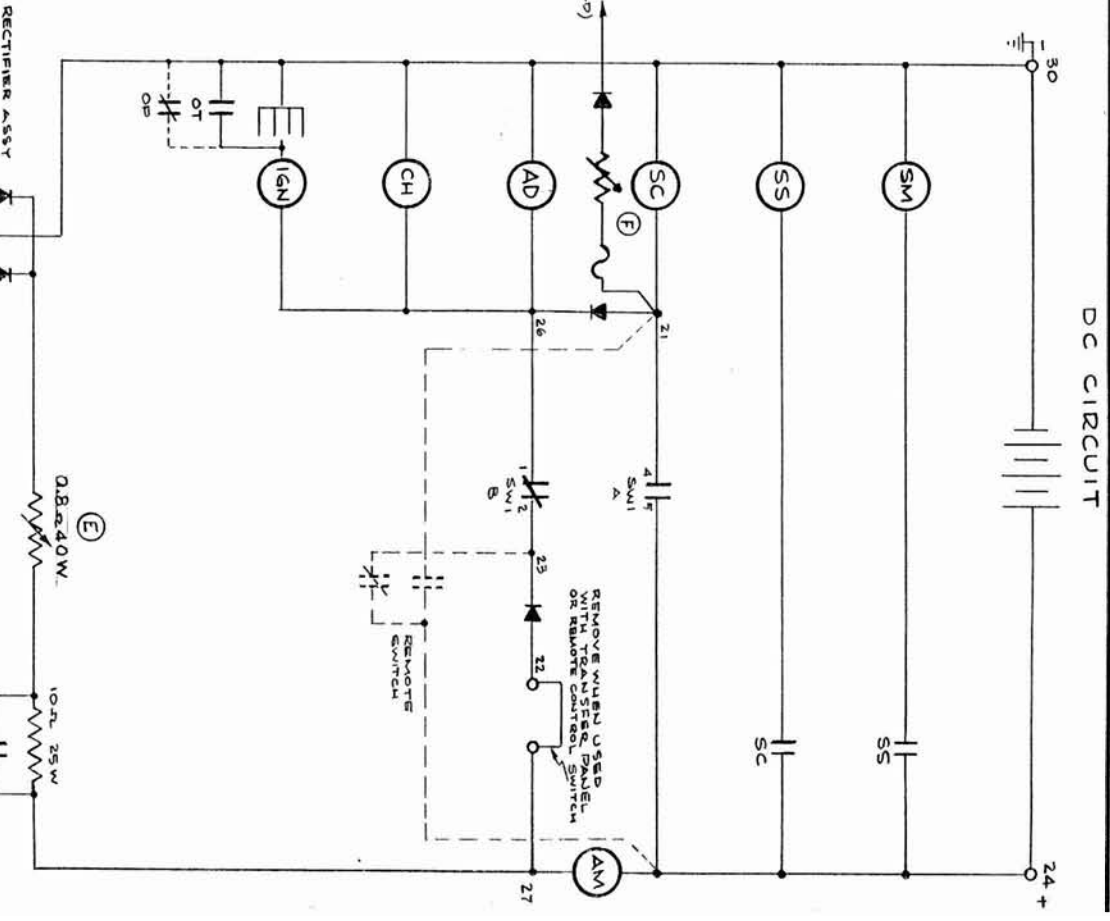 DC CIRCUIT
1
30
24 +
SM
SS
SS
SC
SC
21
4
5
SW1
A
F
D)
AM
27
AD
26
1
2
SW1
B
23
22
REMOVE WHEN USED
WITH TRANSFER PANEL
OR REMOTE CONTROL SWITCH
CH
REMOTE
SWITCH
IGN
OT
OP
E
0.8Ω 40W
10Ω 25W
RECTIFIER ASSY